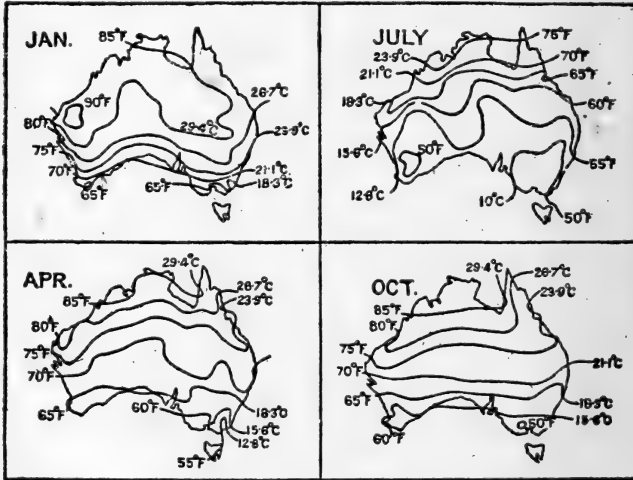 JAN.
85°F
90°F
80°F
75°F
70°F
65°F
29.4°C
65°F
26.7°C
23.9°C
21.1°C
18.3°C
JULY
75°F
23.9°C
70°F
21.1°C
65°F
18.3°C
60°F
15.6°C
50°F
65°F
12.8°C
10°C
50°F
APR.
29.4°C
26.7°C
85°F
23.9°C
80°F
75°F
70°F
65°F
60°F
18.3°C
15.6°C
12.8°C
55°F
OCT.
29.4°C
26.7°C
85°F
23.9°C
80°F
75°F
70°F
21.1°C
65°F
18.3°C
50°F
15.6°C
60°F